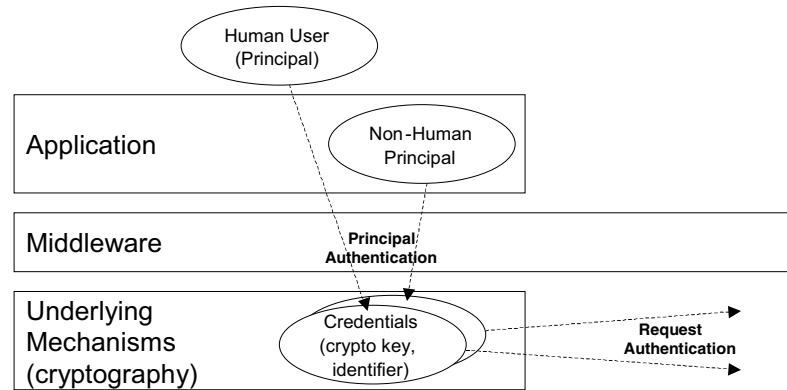 Human User
(Principal)
Application
Non-Human
Principal
Middleware
Principal
Authentication
Underlying
Mechanisms
(cryptography)
Credentials
(crypto key,
identifier)
Request
Authentication